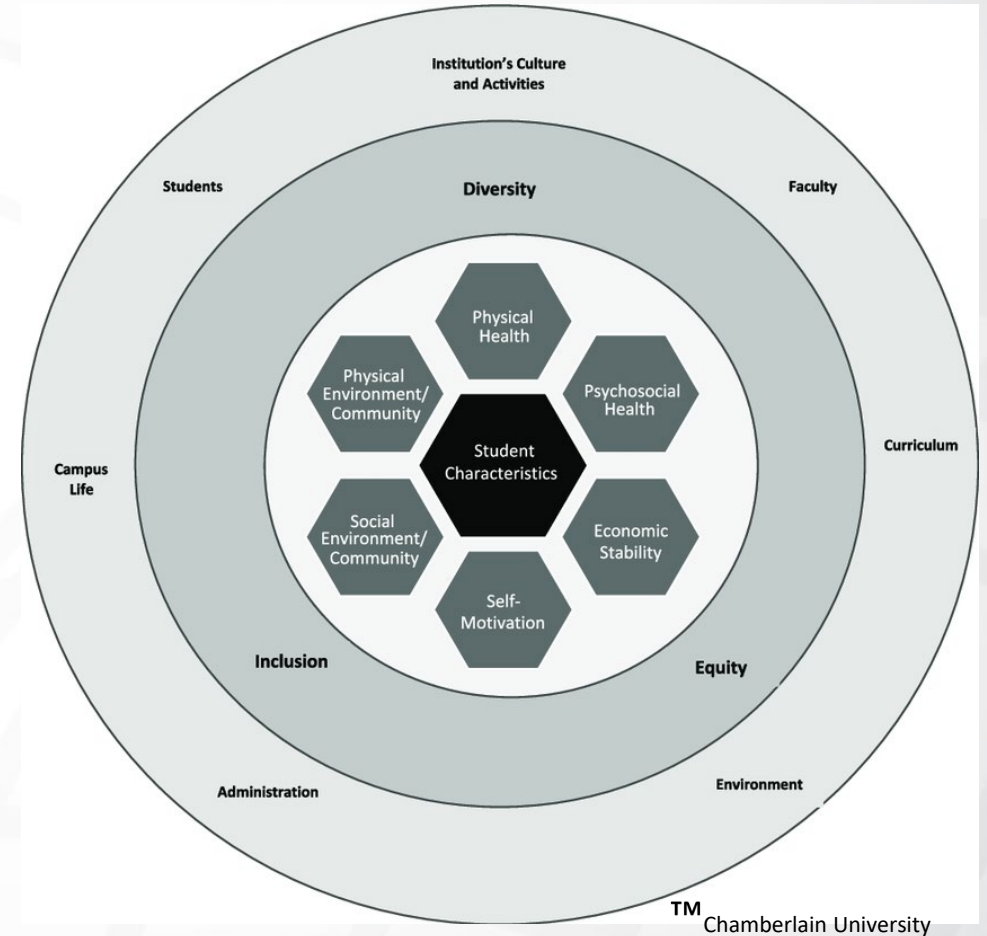 Institution's Culture
and Activities
Students
Faculty
Diversity
Physical
Health
Physical
Environment/
Community
Psychosocial
Health
Student
Characteristics
Curriculum
Campus
Life
Social
Environment/
Community
Economic
Stability
Self-
Motivation
Inclusion
Equity
Administration
Environment
TM
Chamberlain University